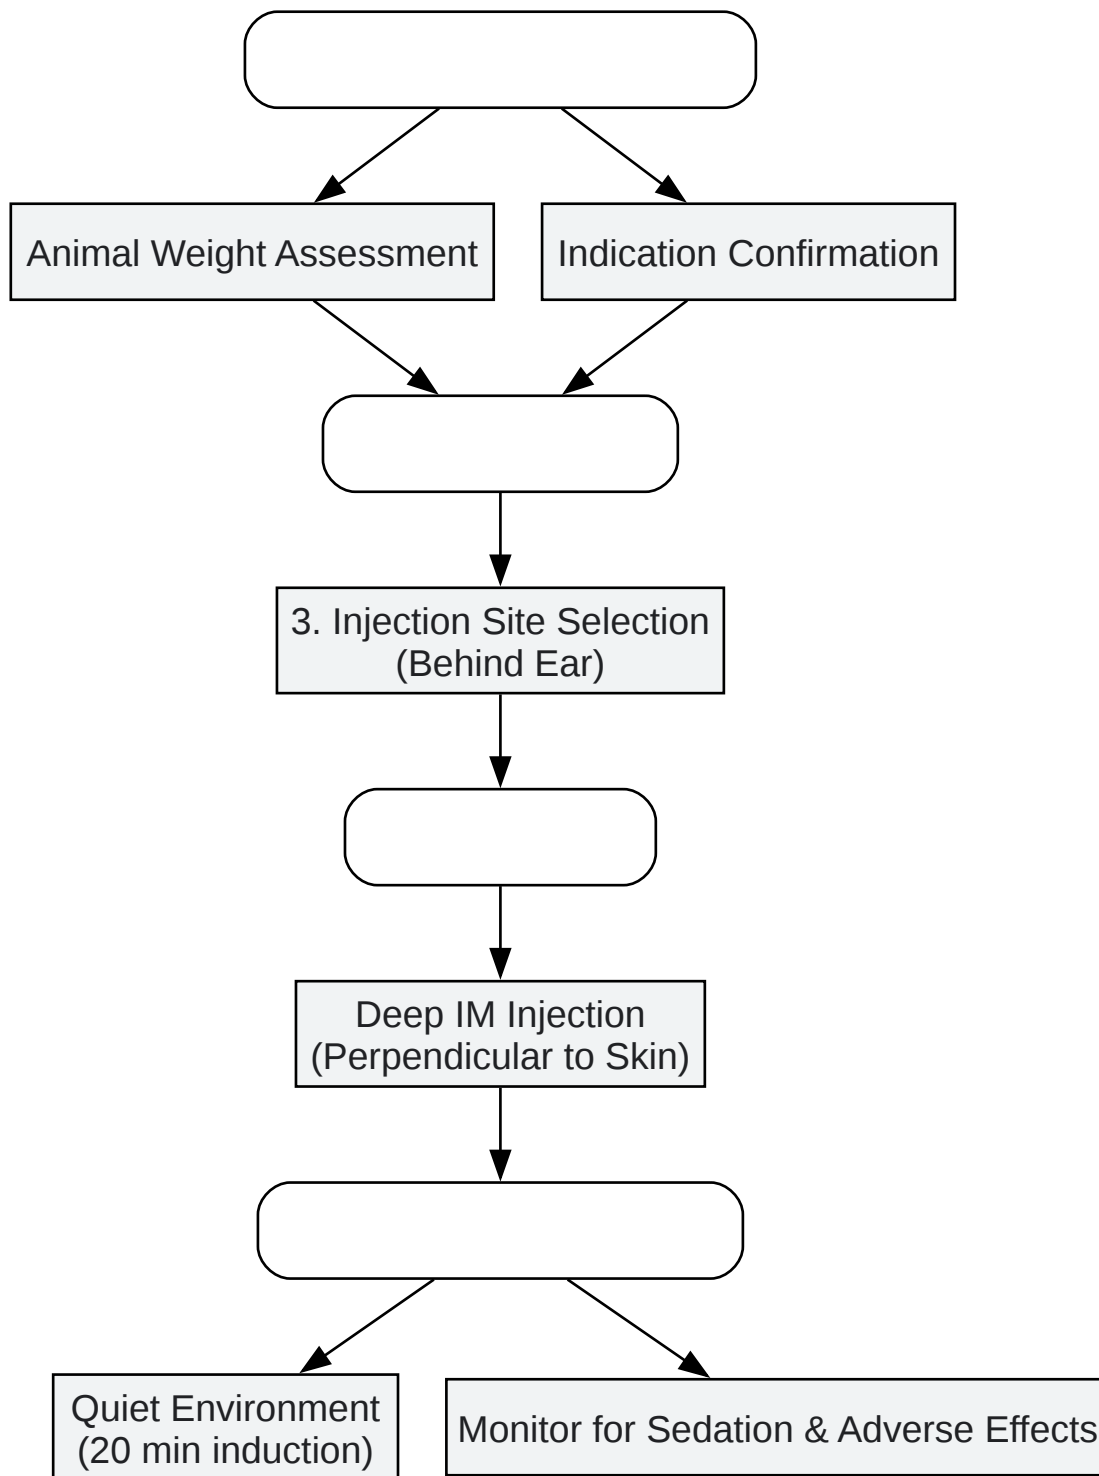 Animal Weight Assessment
Indication Confirmation
3. Injection Site Selection
(Behind Ear)
Deep IM Injection
(Perpendicular to Skin)
Quiet Environment
(20 min induction)
Monitor for Sedation & Adverse Effects